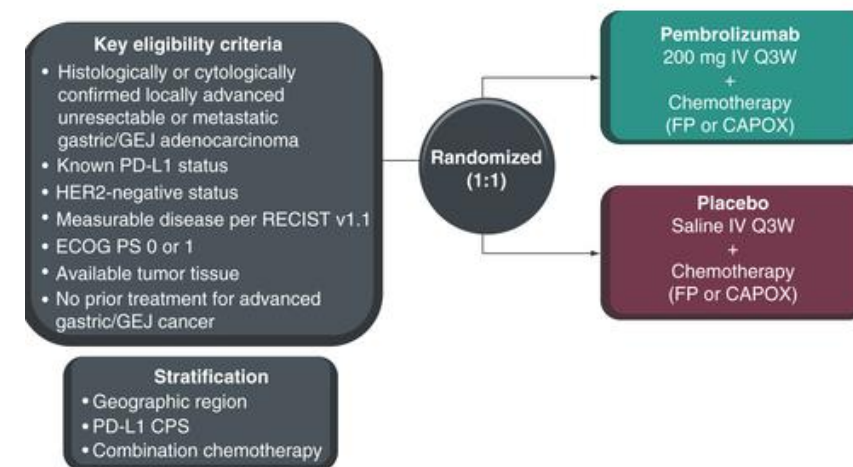 Key eligibility criteria
• Histologically or cytologically
confirmed locally advanced
unresectable or metastatic
gastric/GEJ adenocarcinoma
• Known PD-L1 status
• HER2-negative status
• Measurable disease per RECIST v1.1
• ECOG PS 0 or 1
• Available tumor tissue
• No prior treatment for advanced
gastric/GEJ cancer
Stratification
• Geographic region
• PD-L1 CPS
• Combination chemotherapy
Randomized
(1:1)
Pembrolizumab
200 mg IV Q3W
+
Chemotherapy
(FP or CAPOX)
Placebo
Saline IV Q3W
+
Chemotherapy
(FP or CAPOX)